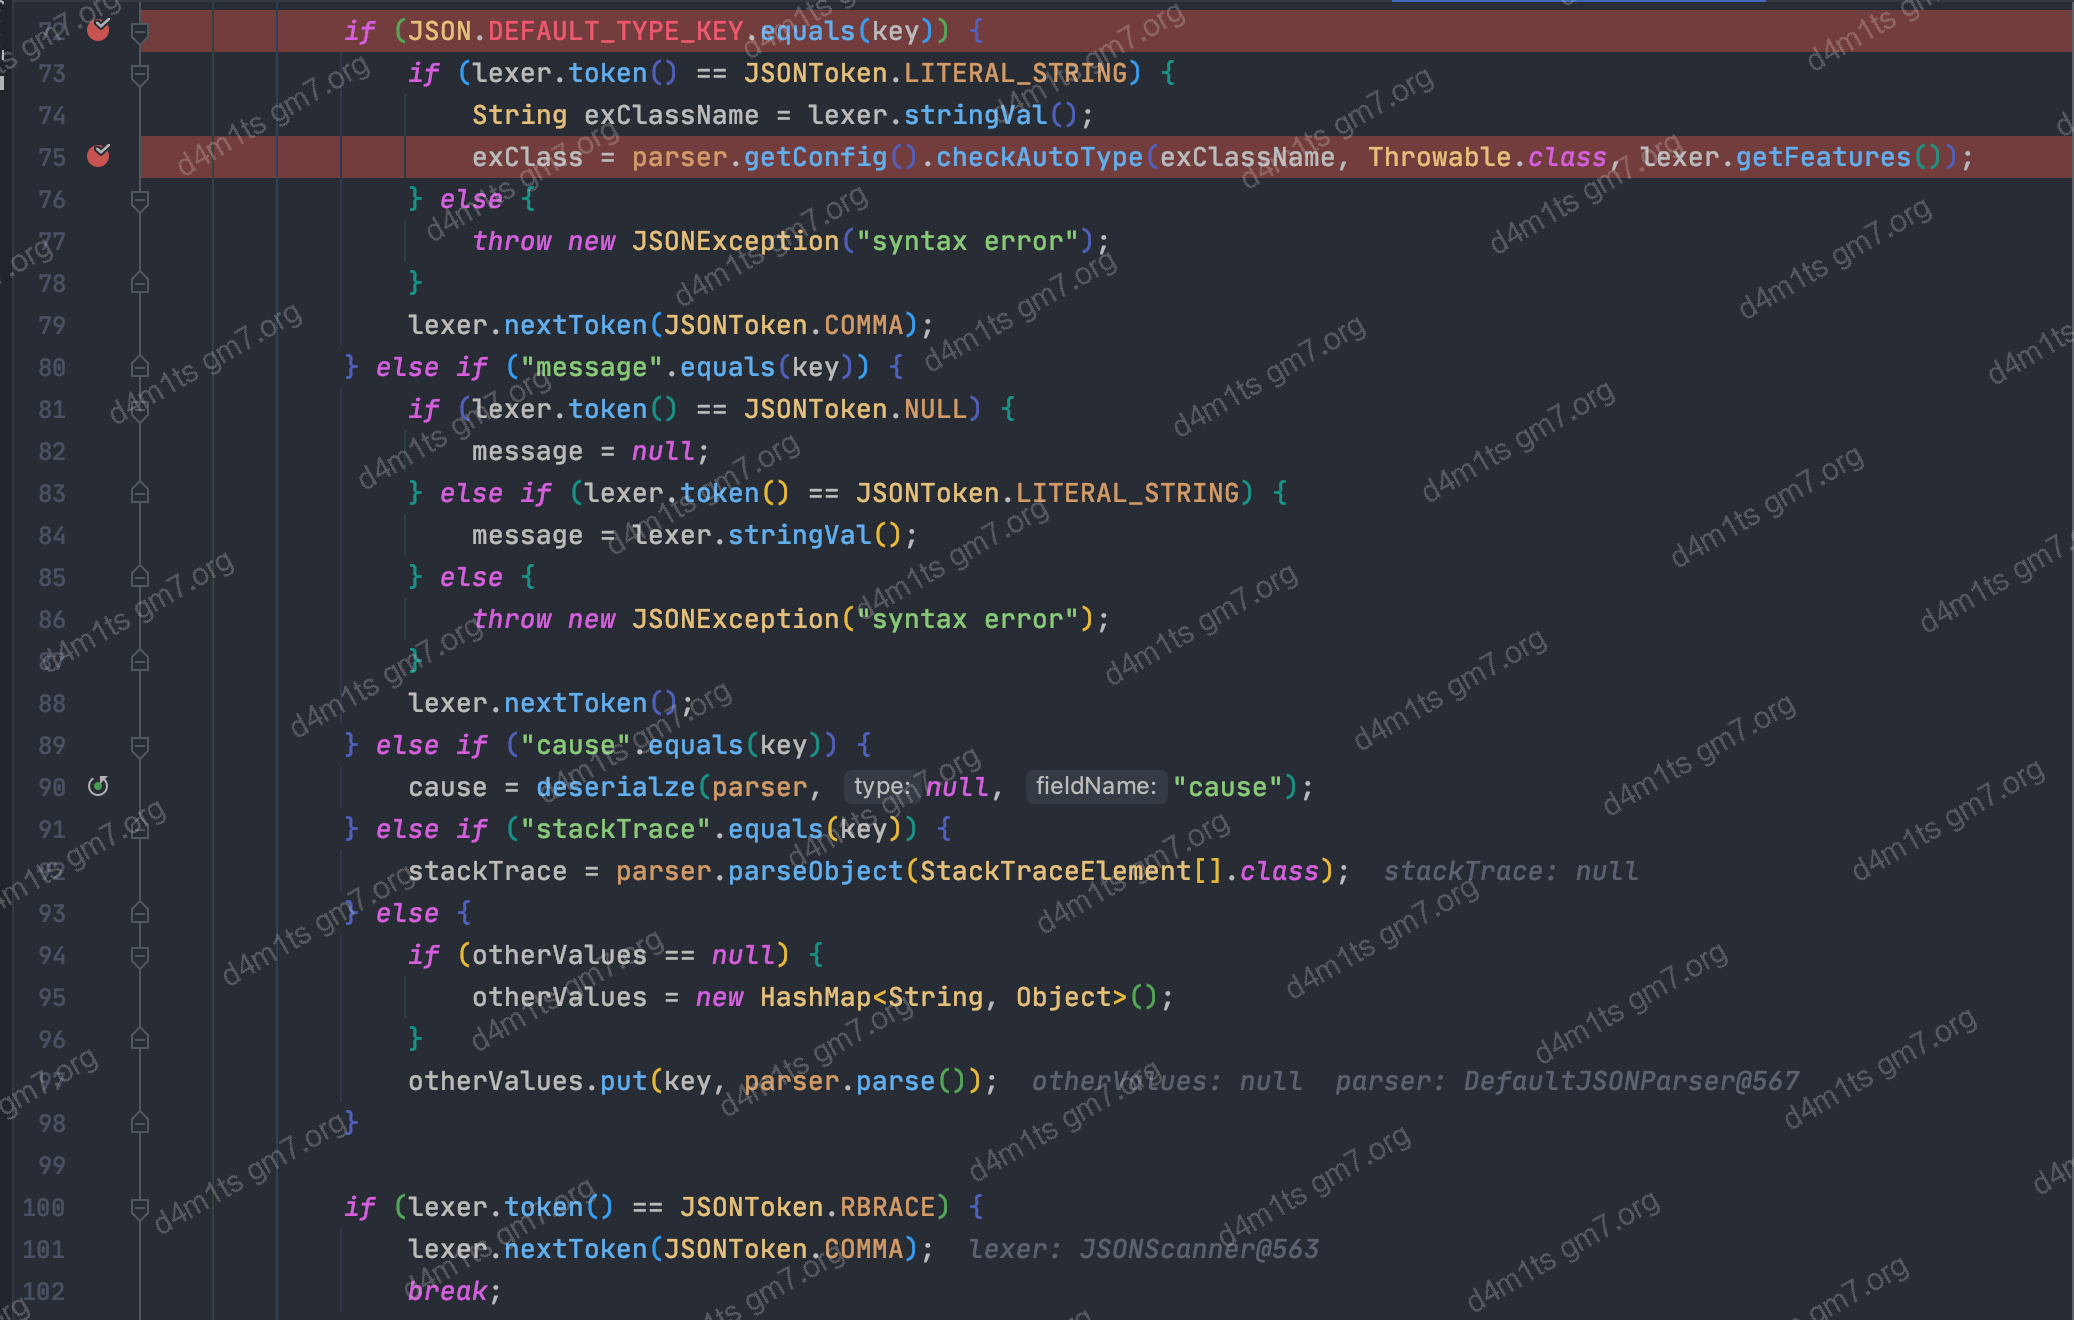 72 if (JSON.DEFAULT_TYPE_KEY.equals(key)) {
73 if (lexer.token() == JSONToken.LITERAL_STRING) {
74 String exClassName = lexer.stringVal();
75 exClass = parser.getConfig().checkAutoType(exClassName, Throwable.class, lexer.getFeatures());
76 } else {
77 throw new JSONException("syntax error");
78 }
79 lexer.nextToken(JSONToken.COMMA);
80 } else if ("message".equals(key)) {
81 if (lexer.token() == JSONToken.NULL) {
82 message = null;
83 } else if (lexer.token() == JSONToken.LITERAL_STRING) {
84 message = lexer.stringVal();
85 } else {
86 throw new JSONException("syntax error");
87 }
88 lexer.nextToken();
89 } else if ("cause".equals(key)) {
90 cause = deserialze(parser, type: null, fieldName: "cause");
91 } else if ("stackTrace".equals(key)) {
92 stackTrace = parser.parseObject(StackTraceElement[].class); stackTrace: null
93 } else {
94 if (otherValues == null) {
95 otherValues = new HashMap<String, Object>();
96 }
97 otherValues.put(key, parser.parse()); otherValues: null parser: DefaultJSONParser@567
98 }
99
100 if (lexer.token() == JSONToken.RBRACE) {
101 lexer.nextToken(JSONToken.COMMA); lexer: JSONScanner@563
102 break;
d4m1ts gm7.org